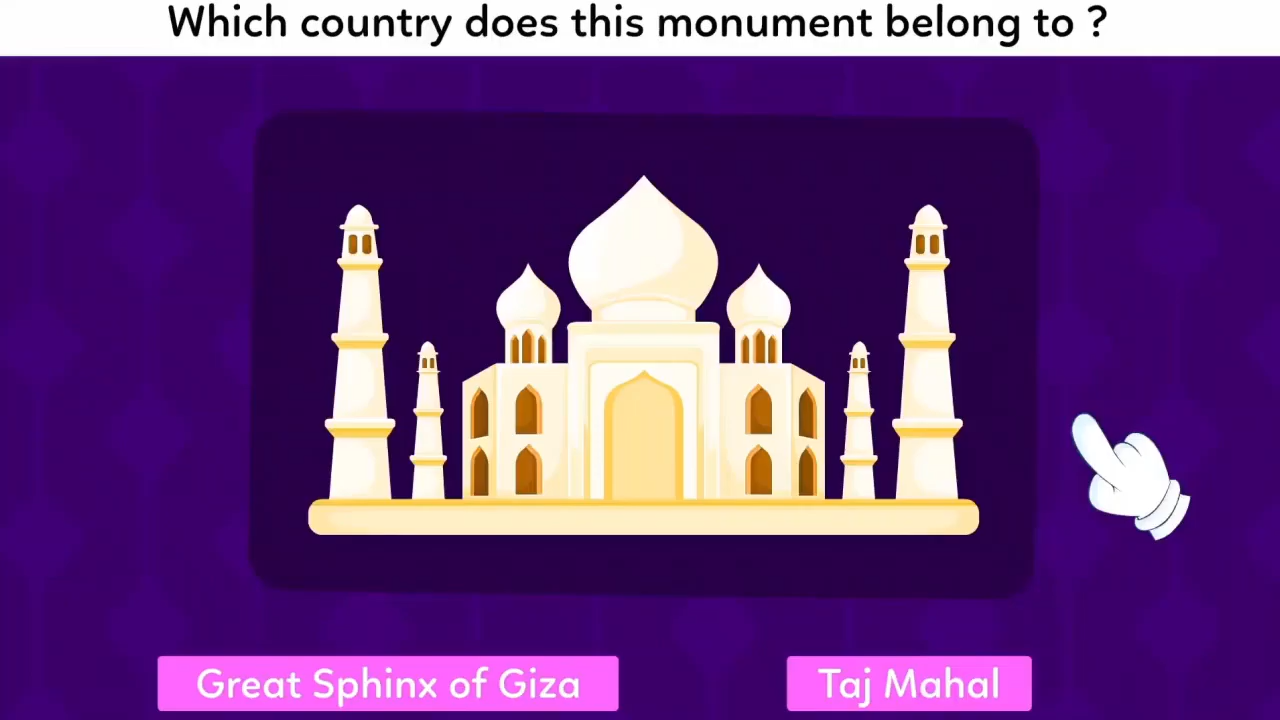 Which country does this monument belong to ?
Great Sphinx of Giza
Taj Mahal